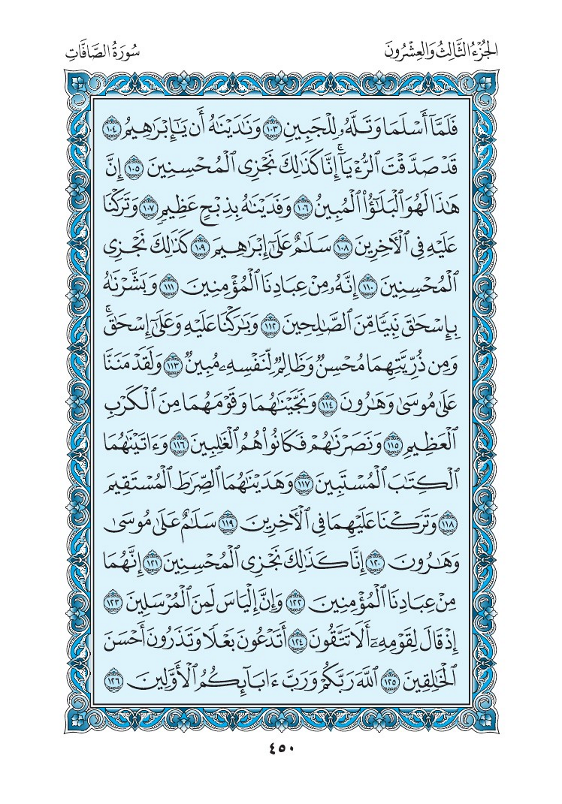 الجُزْءُ الثَّالِثُ وَالعِشْرُونَ
سُورَةُ الصَّافَّاتِ
فَلَمَّآ أَسْلَمَا وَتَلَّهُۥ لِلْجَبِينِ ١٠٣ وَنَٰدَيْنَٰهُ أَن يَٰٓإِبْرَٰهِيمُ ١٠٤
قَدْ صَدَّقْتَ ٱلرُّءْيَآ ۚ إِنَّا كَذَٰلِكَ نَجْزِى ٱلْمُحْسِنِينَ ١٠٥ إِنَّ
هَٰذَا لَهُوَ ٱلْبَلَٰٓؤُا۟ ٱلْمُبِينُ ١٠٦ وَفَدَيْنَٰهُ بِذِبْحٍ عَظِيمٍ ١٠٧ وَتَرَكْنَا
عَلَيْهِ فِى ٱلْءَاخِرِينَ ١٠٨ سَلَٰمٌ عَلَىٰٓ إِبْرَٰهِيمَ ١٠٩ كَذَٰلِكَ نَجْزِى
ٱلْمُحْسِنِينَ ١١٠ إِنَّهُۥ مِنْ عِبَادِنَا ٱلْمُؤْمِنِينَ ١١١ وَبَشَّرْنَٰهُ
بِإِسْحَٰقَ نَبِيًّا مِّنَ ٱلصَّٰلِحِينَ ١١٢ وَبَٰرَكْنَا عَلَيْهِ وَعَلَىٰٓ إِسْحَٰقَ ۚ
وَمِن ذُرِّيَّتِهِمَا مُحْسِنٌ وَظَالِمٌ لِّنَفْسِهِۦ مُبِينٌ ١١٣ وَلَقَدْ مَنَنَّا
عَلَىٰ مُوسَىٰ وَهَٰرُونَ ١١٤ وَنَجَّيْنَٰهُمَا وَقَوْمَهُمَا مِنَ ٱلْكَرْبِ
ٱلْعَظِيمِ ١١٥ وَنَصَرْنَٰهُمْ فَكَانُوا۟ هُمُ ٱلْغَٰلِبِينَ ١١٦ وَءَاتَيْنَٰهُمَا
ٱلْكِتَٰبَ ٱلْمُسْتَبِينَ ١١٧ وَهَدَيْنَٰهُمَا ٱلصِّرَٰطَ ٱلْمُسْتَقِيمَ
١١٨ وَتَرَكْنَا عَلَيْهِمَا فِى ٱلْءَاخِرِينَ ١١٩ سَلَٰمٌ عَلَىٰ مُوسَىٰ
وَهَٰرُونَ ١٢٠ إِنَّا كَذَٰلِكَ نَجْزِى ٱلْمُحْسِنِينَ ١٢١ إِنَّهُمَا
مِنْ عِبَادِنَا ٱلْمُؤْمِنِينَ ١٢٢ وَإِنَّ إِلْيَاسَ لَمِنَ ٱلْمُرْسَلِينَ ١٢٣
إِذْ قَالَ لِقَوْمِهِۦٓ أَلَا تَتَّقُونَ ١٢٤ أَتَدْعُونَ بَعْلًا وَتَذَرُونَ أَحْسَنَ
ٱلْخَٰلِقِينَ ١٢٥ ٱللَّهَ رَبَّكُمْ وَرَبَّ ءَابَآئِكُمُ ٱلْأَوَّلِينَ ١٢٦
٤٥٠